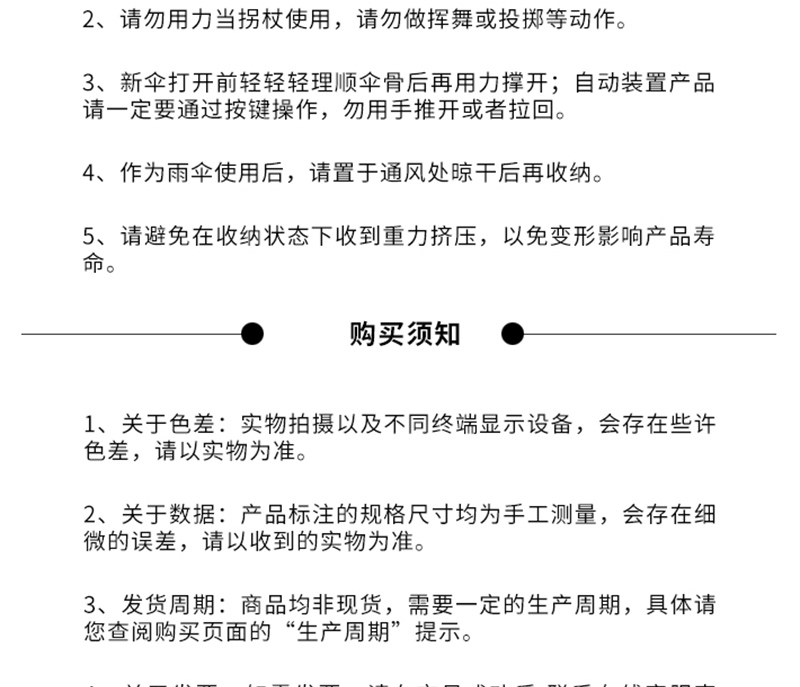 2、请勿用力当拐杖使用，请勿做挥舞或投掷等动作。
3、新伞打开前轻轻轻理顺伞骨后再用力撑开；自动装置产品
请一定要通过按键操作，勿用手推开或者拉回。
4、作为雨伞使用后，请置于通风处晾干后再收纳。
5、请避免在收纳状态下收到重力挤压，以免变形影响产品寿
命。
购买须知
1、关于色差：实物拍摄以及不同终端显示设备，会存在些许
色差，请以实物为准。
2、关于数据：产品标注的规格尺寸均为手工测量，会存在细
微的误差，请以收到的实物为准。
3、发货周期：商品均非现货，需要一定的生产周期，具体请
您查阅购买页面的“生产周期”提示。